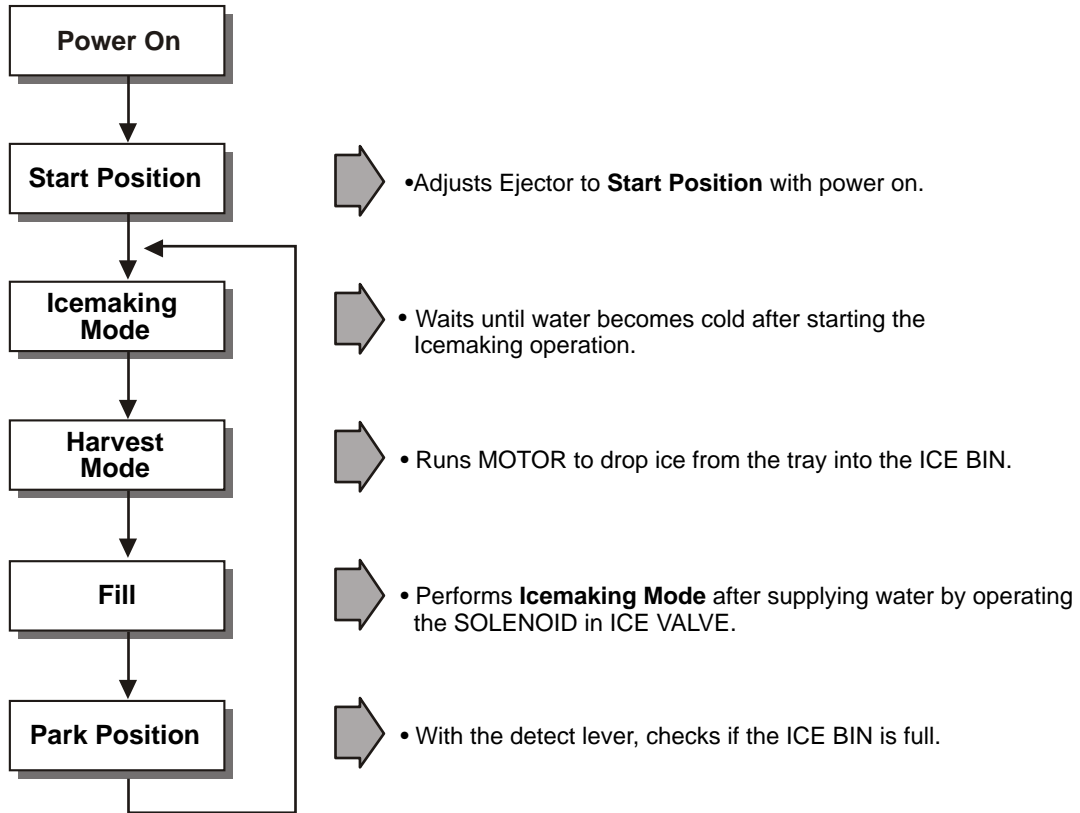 Power On
Start Position
•Adjusts Ejector to Start Position with power on.
Icemaking
Mode
• Waits until water becomes cold after starting the
Icemaking operation.
Harvest
Mode
• Runs MOTOR to drop ice from the tray into the ICE BIN.
Fill
• Performs Icemaking Mode after supplying water by operating
the SOLENOID in ICE VALVE.
Park Position
• With the detect lever, checks if the ICE BIN is full.